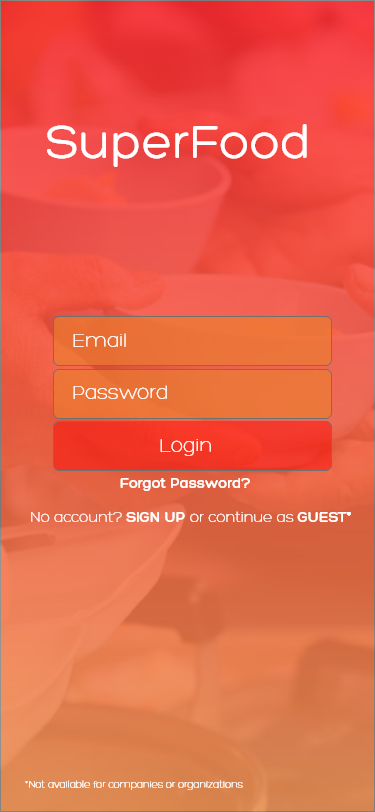 SuperFood
Email
Password
Login
Forgot Password?
No account? SIGN UP or continue as GUEST*
*Not available for companies or organizations